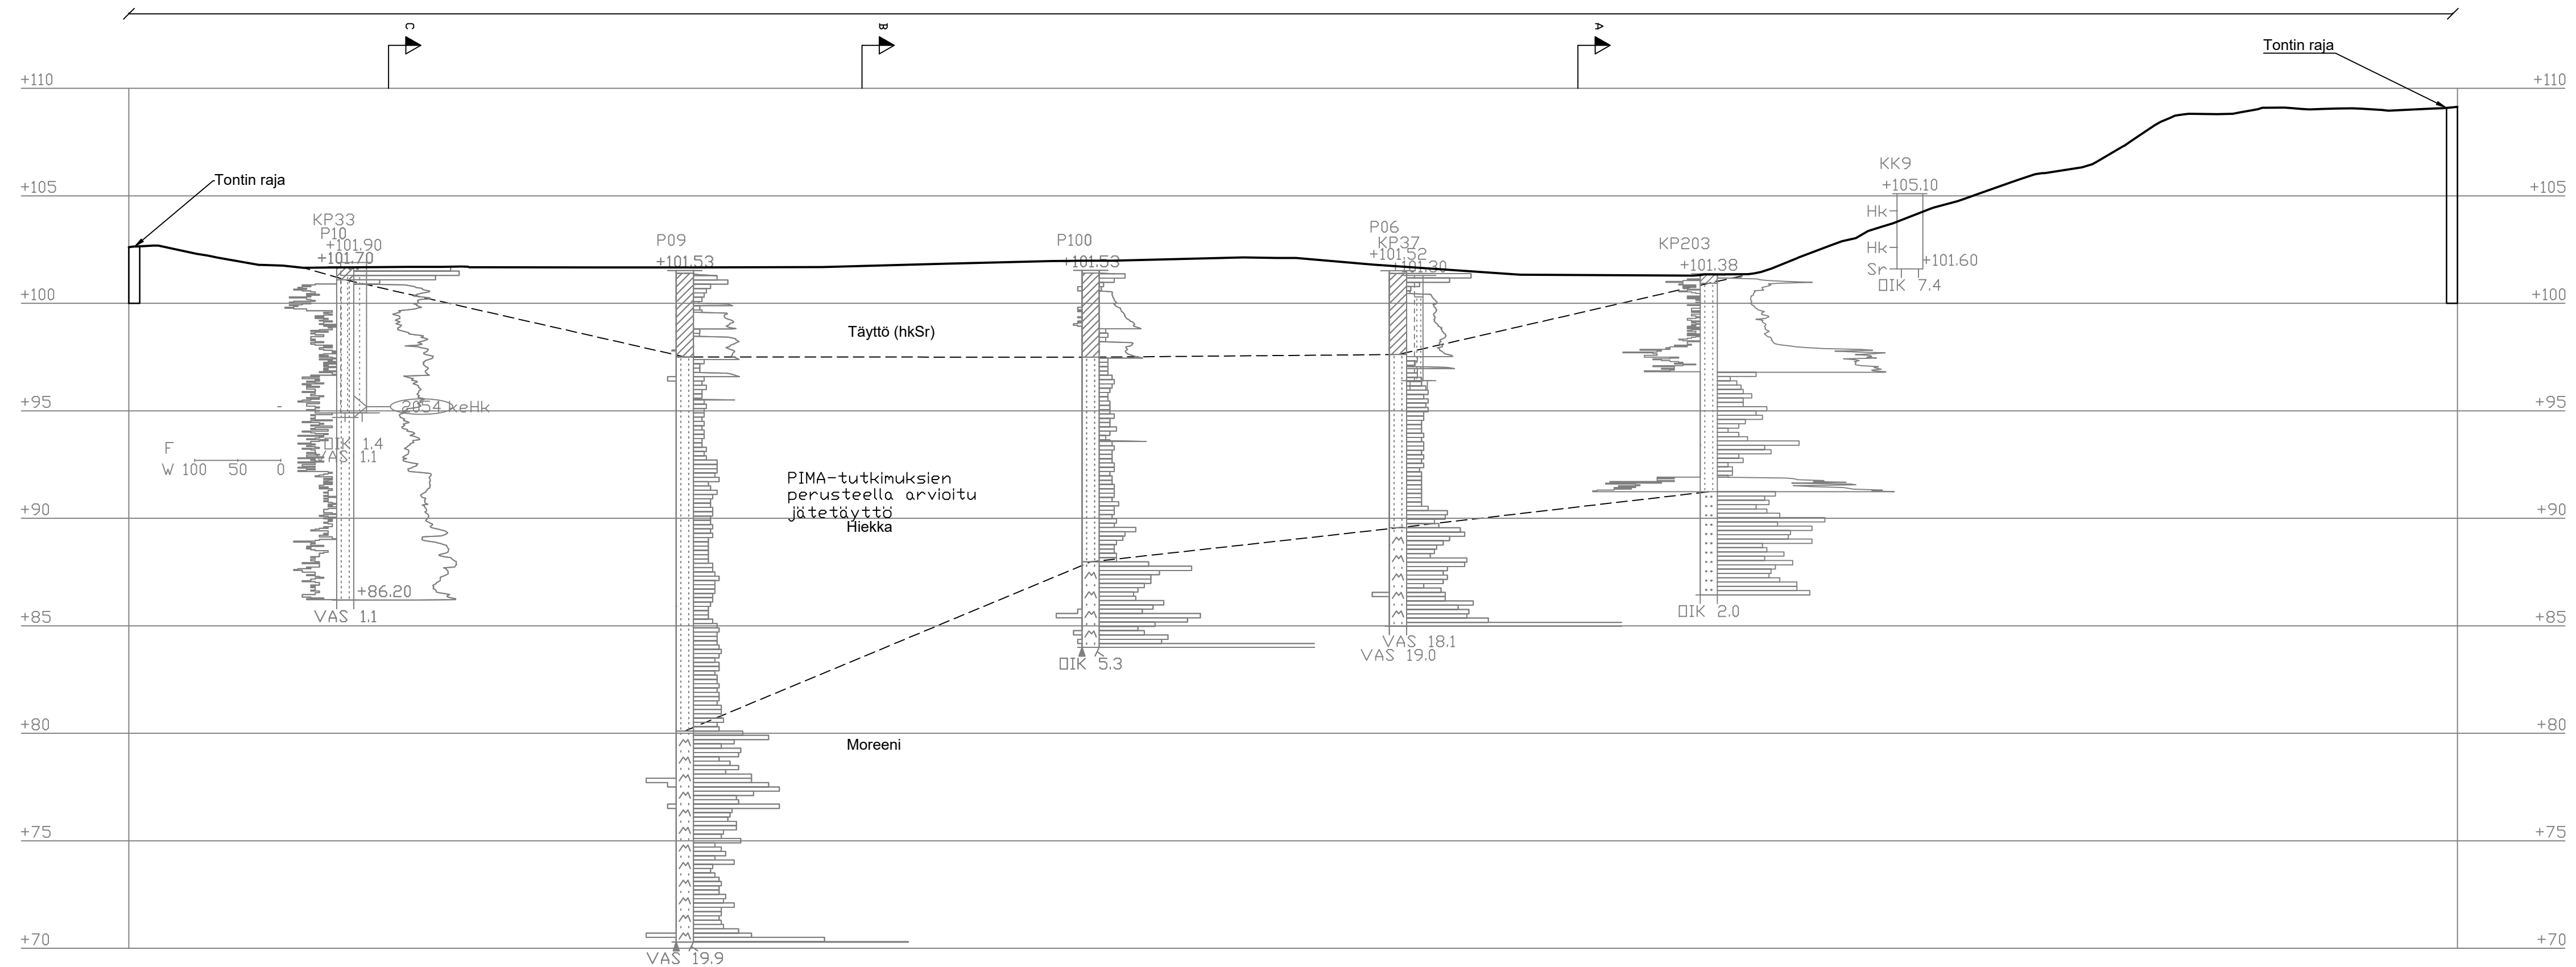 C
B
A
Tontin raja
+110
+110
KK9
+105.10
Tontin raja
+105
+105
Hk
KP33
P10
+101.90
+101.70
P09
+101.53
P100
+101.53
P06
KP37
+101.52
+101.30
KP203
+101.38
Hk
Sr
+101.60
OIK 7.4
+100
+100
Täyttö (hkSr)
+95
-
2054 keHk
+95
OIK 1.4
VAS 1.1
F
W 100 50 0
PIMA-tutkimuksien
perusteella arvioitu
jätetäyttö
Hiekka
+90
+90
+86.20
VAS 1.1
OIK 2.0
+85
+85
VAS 18.1
VAS 19.0
OIK 5.3
+80
+80
Moreeni
+75
+75
+70
+70
VAS 19.9